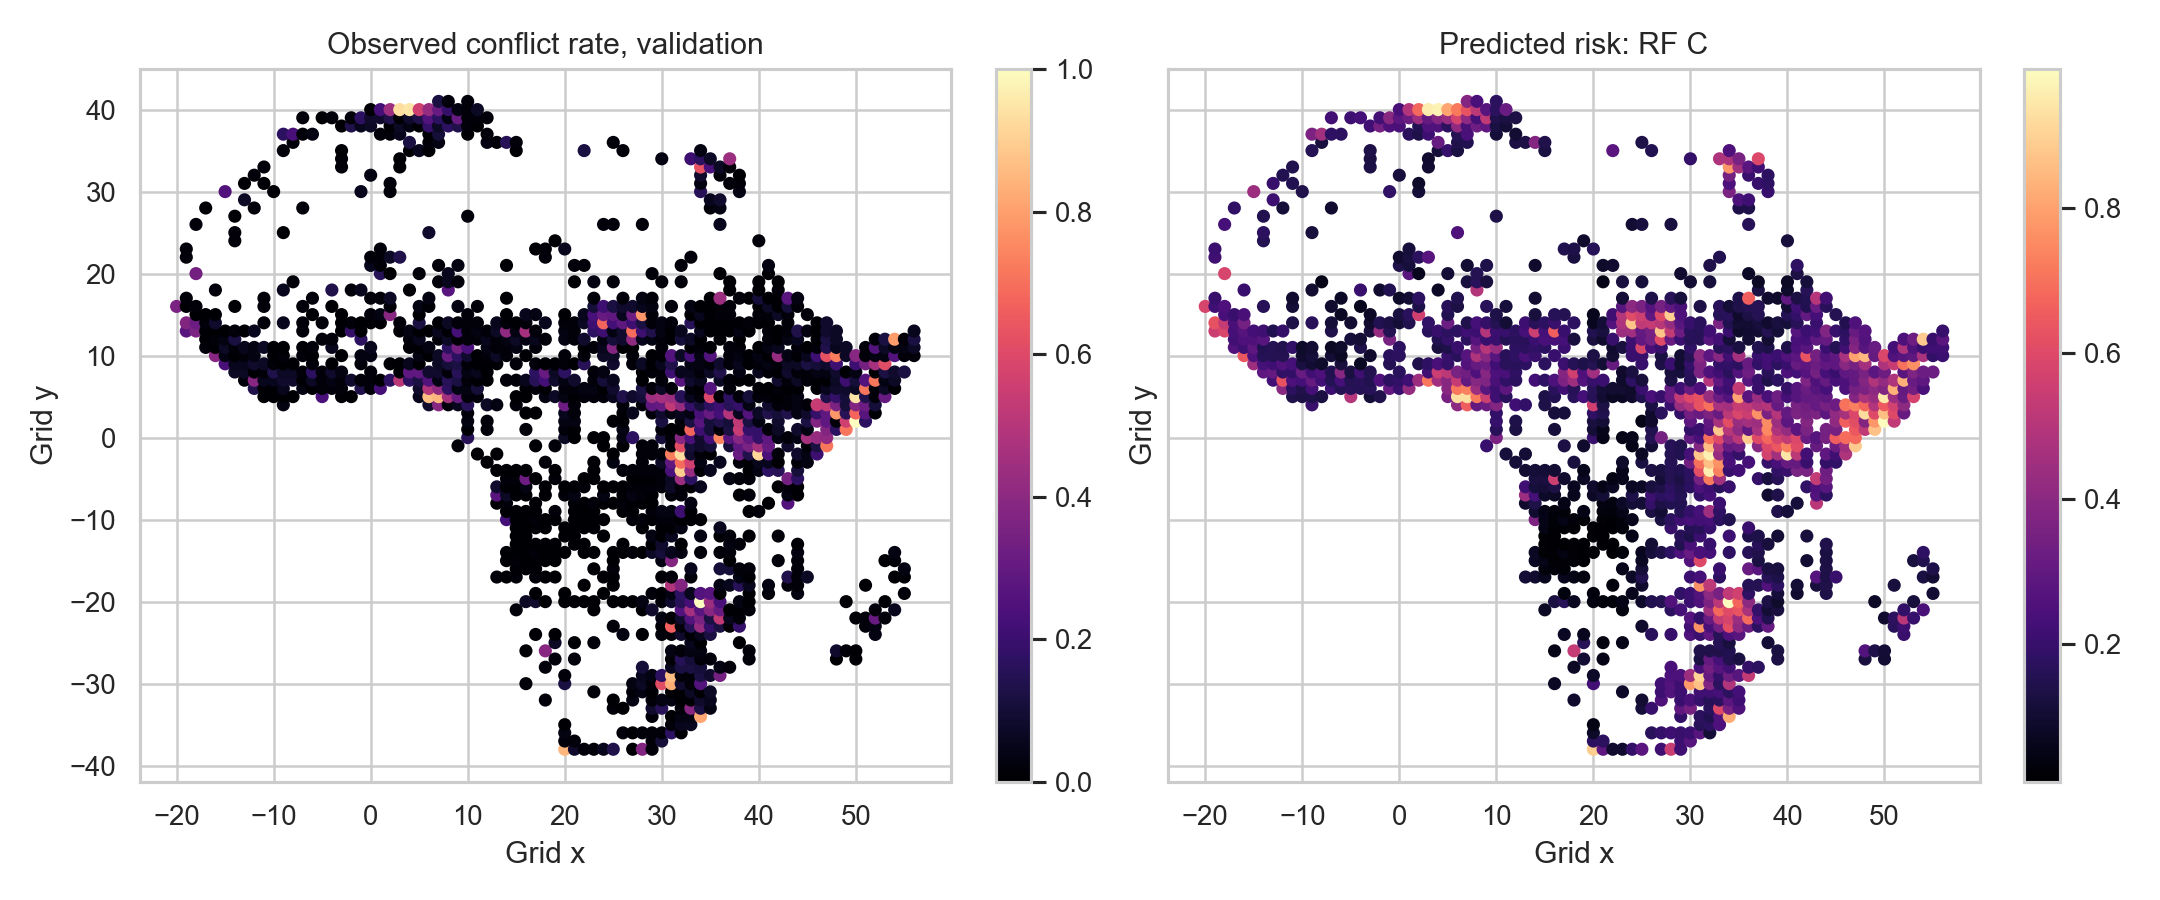 Observed conflict rate, validation
Predicted risk: RF C
40
30
20
10
0
−10
−20
−30
−40
Grid y
−20 −10 0 10 20 30 40 50
Grid x
1.0
0.8
0.6
0.4
0.2
0.0
Grid y
−20 −10 0 10 20 30 40 50
Grid x
0.8
0.6
0.4
0.2